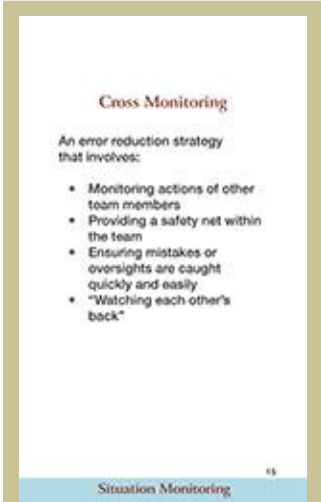 Cross Monitoring
An error reduction strategy
that involves:
• Monitoring actions of other
team members
• Providing a safety net within
the team
• Ensuring mistakes or
oversights are caught
quickly and easily
• “Watching each other’s
back”
15
Situation Monitoring